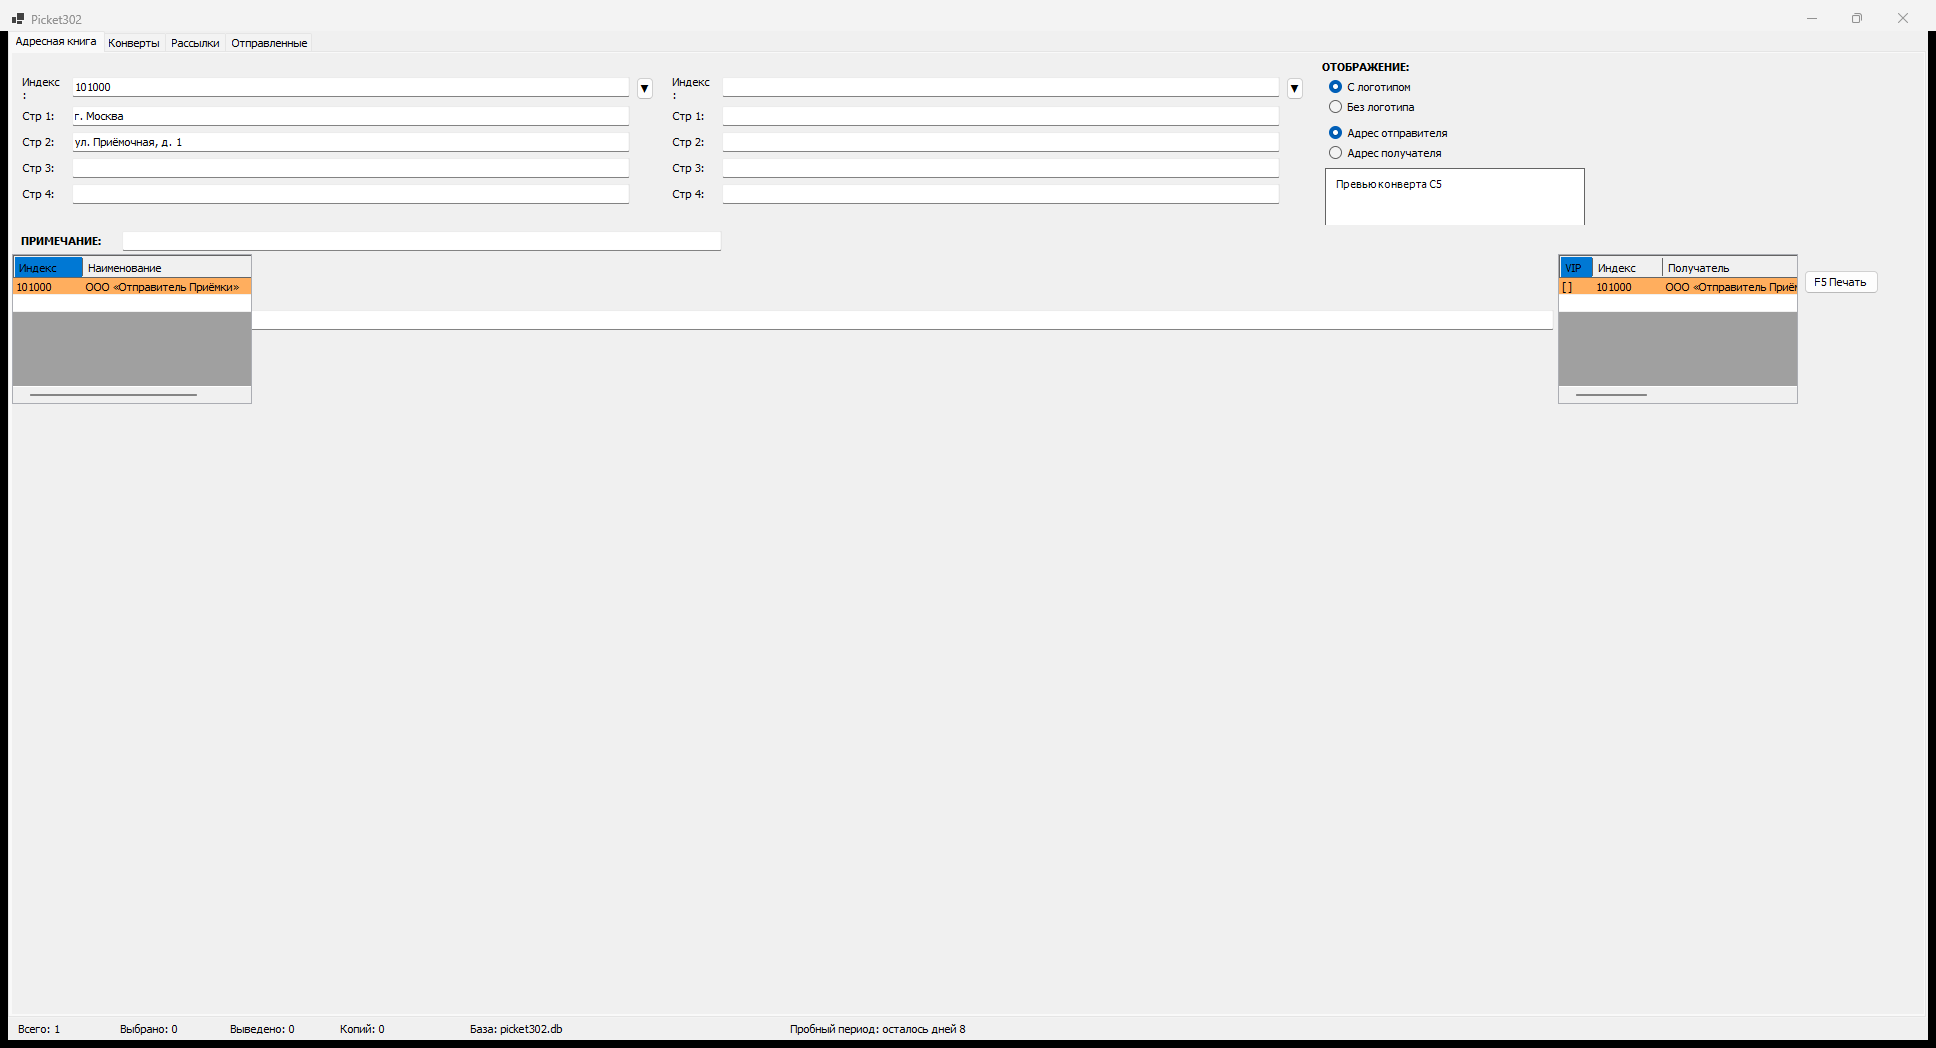 Picket302
Адресная книга Конверты Рассылки Отправленные
Индекс: 101000 ▼ Индекс: ▼
Стр 1: г. Москва Стр 1:
Стр 2: ул. Приёмочная, д. 1 Стр 2:
Стр 3: Стр 3:
Стр 4: Стр 4:
ОТОБРАЖЕНИЕ:
С логотипом
Без логотипа
Адрес отправителя
Адрес получателя
Превью конверта C5
ПРИМЕЧАНИЕ:
Индекс Наименование
101000 ООО «Отправитель Приёмки»
VIP Индекс Получатель
[ ] 101000 ООО «Отправитель Приём
F5 Печать
Всего: 1 Выбрано: 0 Выведено: 0 Копий: 0 База: picket302.db Пробный период: осталось дней 8